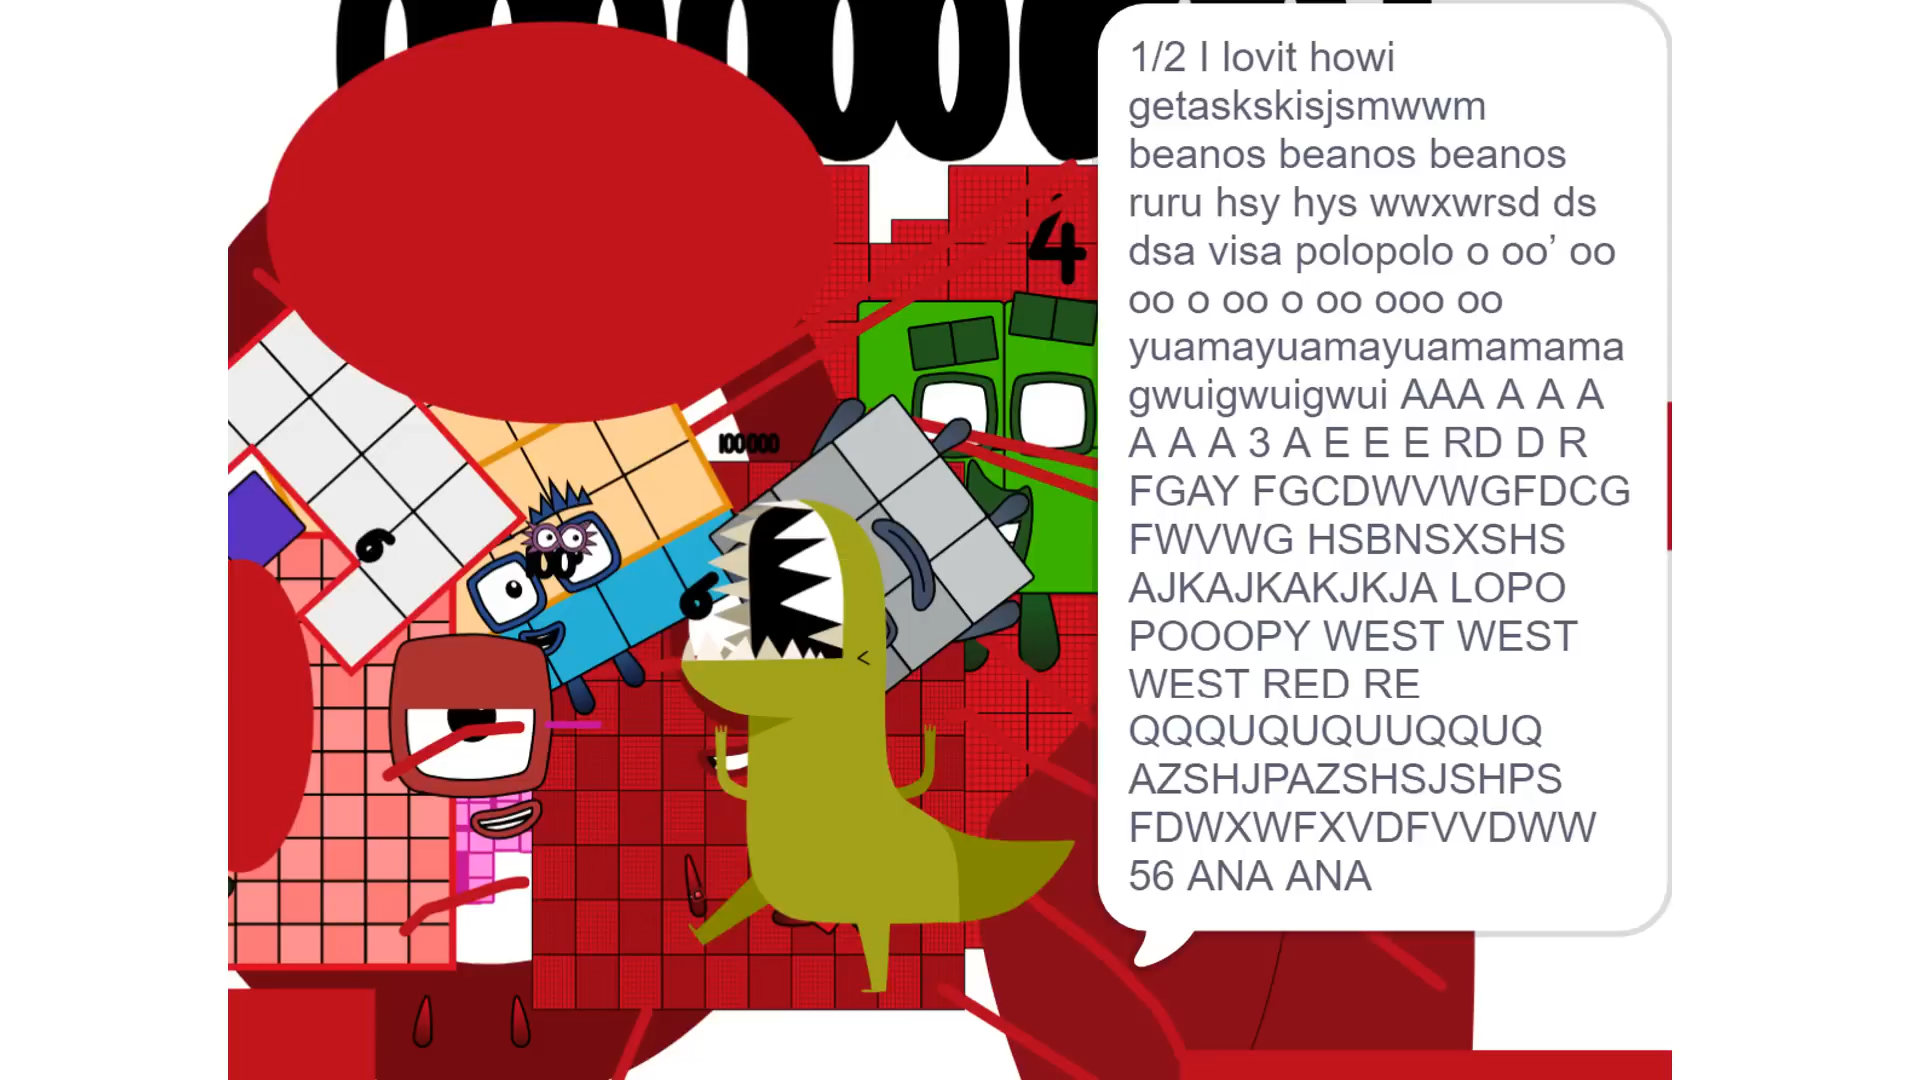 4
100000
9
100
6
1/2 I lovit howi
getaskskisjsmwwm
beanos beanos beanos
ruru hsy hys wwxwrsd ds
dsa visa polopolo o oo’ oo
oo o oo o oo ooo oo
yuamayuamayuamamama
gwuigwuigwui AAA A A A
A A A 3 A E E E RD D R
FGAY FGCDWVWGFDCG
FWVWG HSBNSXSHS
AJKAJKAKJKJA LOPO
POOOPY WEST WEST
WEST RED RE
QQQUQUQUUQQUQ
AZSHJPAZSHSJSHPS
FDWXWFXVDFVVDWW
56 ANA ANA